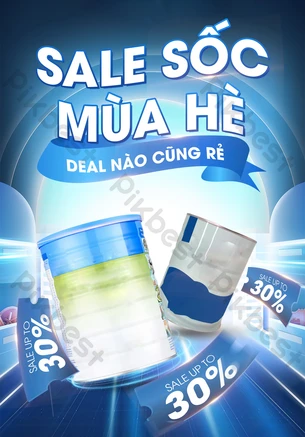 SALE SỐC
MÙA HÈ
DEAL NÀO CŨNG RẺ
SALE UP TO
30%
SALE UP TO
30%
SALE UP TO
30%
pikbest